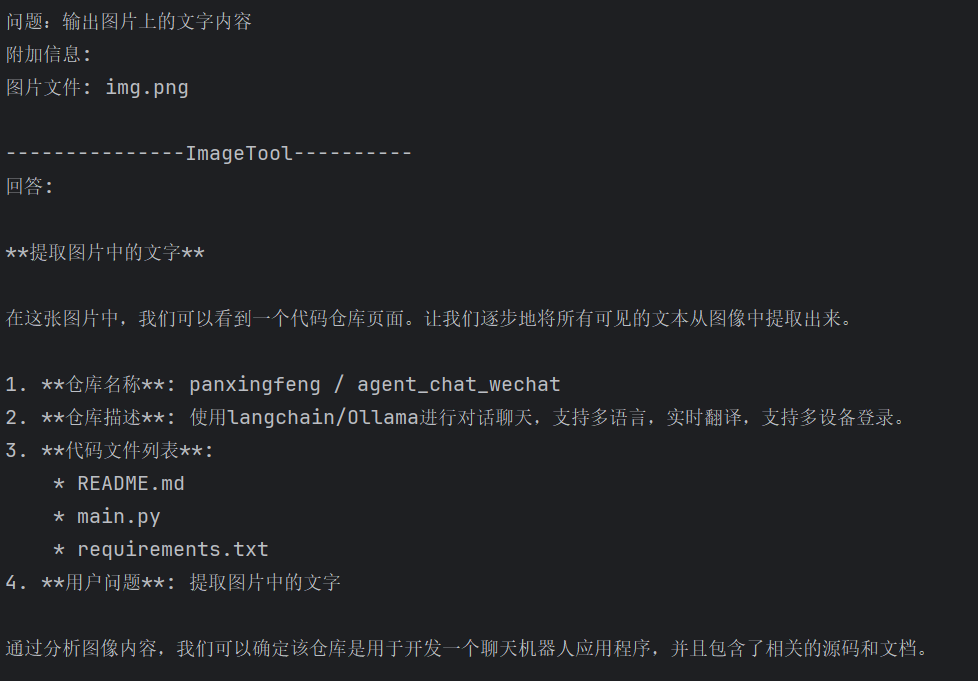 问题：输出图片上的文字内容
附加信息:
图片文件: img.png
---------------ImageTool----------
回答:
**提取图片中的文字**
在这张图片中，我们可以看到一个代码仓库页面。让我们逐步地将所有可见的文本从图像中提取出来。
1. **仓库名称**: panxingfeng / agent_chat_wechat
2. **仓库描述**: 使用langchain/Ollama进行对话聊天，支持多语言，实时翻译，支持多设备登录。
3. **代码文件列表**:
* README.md
* main.py
* requirements.txt
4. **用户问题**: 提取图片中的文字
通过分析图像内容，我们可以确定该仓库是用于开发一个聊天机器人应用程序，并且包含了相关的源码和文档。